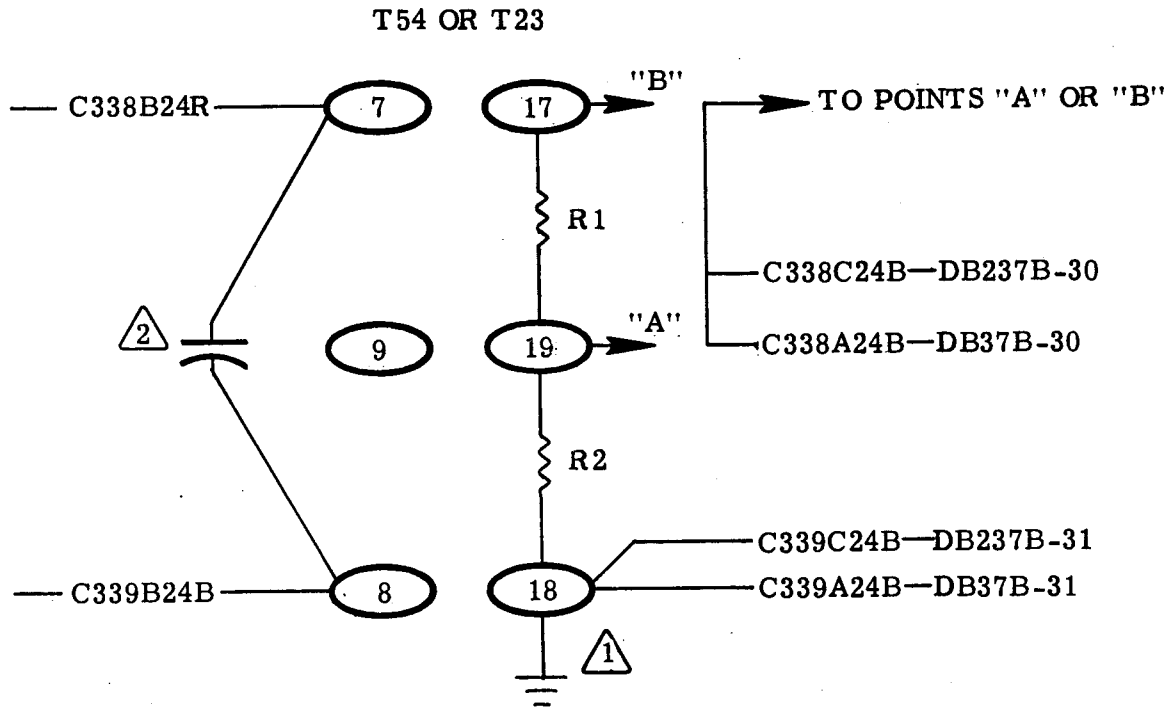 T54 OR T23
C338B24R 7 17 "B" TO POINTS "A" OR "B"
R1
C338C24B—DB237B-30
2 9 19 "A" C338A24B—DB37B-30
R2
C339C24B—DB237B-31
C339B24B 8 18 C339A24B—DB37B-31
1